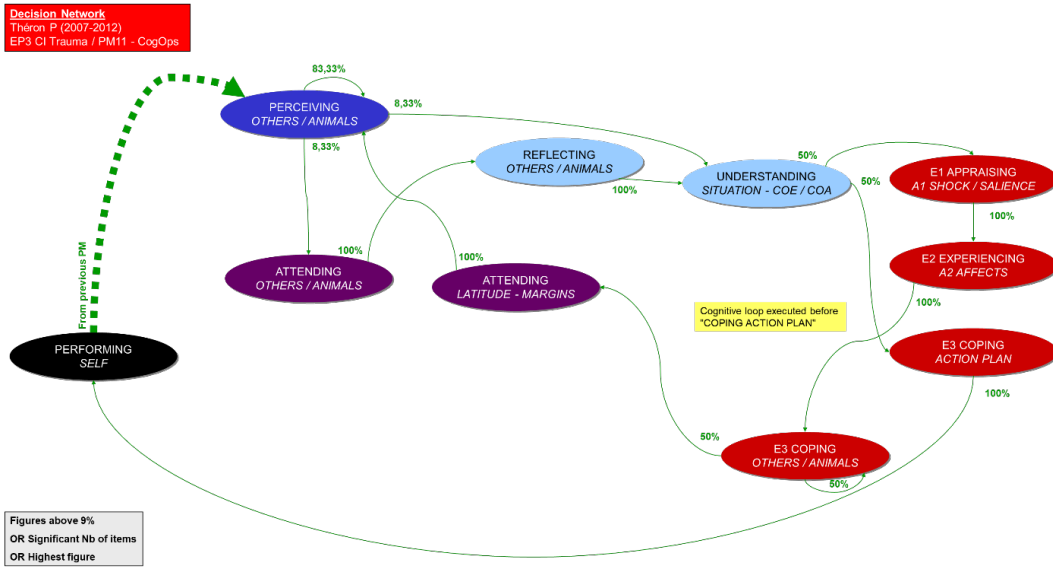 Decision Network
Théron P (2007-2012)
EP3 CI Trauma / PM11 - CogOps
83,33%
PERCEIVING
OTHERS / ANIMALS
8,33%
8,33%
REFLECTING
OTHERS / ANIMALS
100%
50%
UNDERSTANDING
SITUATION - COE / COA
50%
E1 APPRAISING
A1 SHOCK / SALIENCE
100%
100%
100%
ATTENDING
OTHERS / ANIMALS
ATTENDING
LATITUDE - MARGINS
E2 EXPERIENCING
A2 AFFECTS
100%
From previous PM
Cognitive loop executed before
"COPING ACTION PLAN"
PERFORMING
SELF
E3 COPING
ACTION PLAN
100%
50%
E3 COPING
OTHERS / ANIMALS
50%
Figures above 9%
OR Significant Nb of items
OR Highest figure